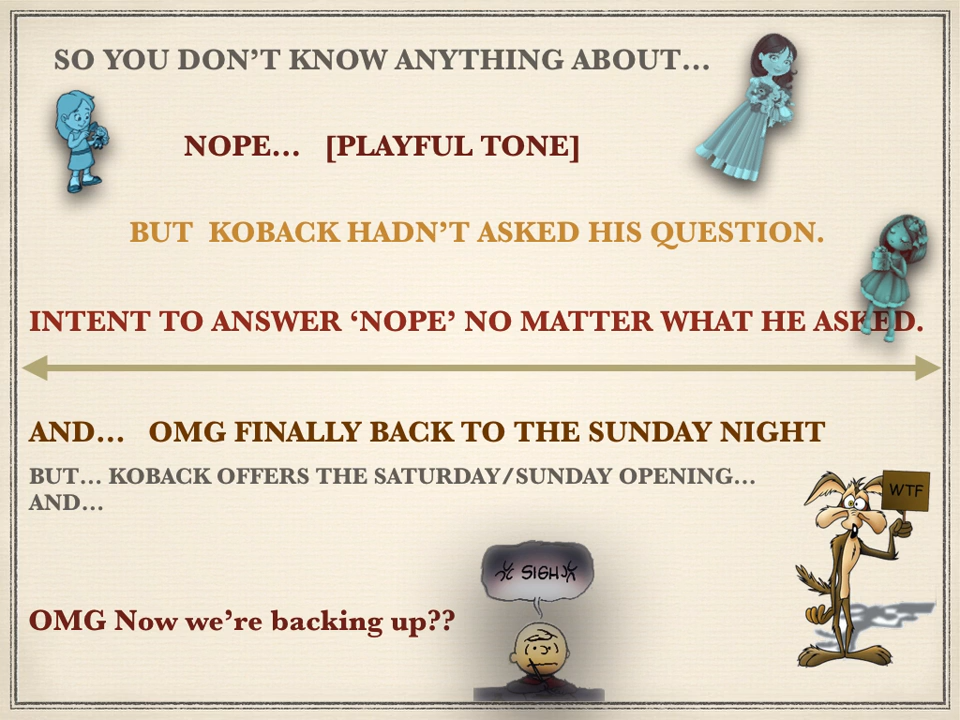 SO YOU DON’T KNOW ANYTHING ABOUT…
NOPE… [PLAYFUL TONE]
BUT KOBACK HADN’T ASKED HIS QUESTION.
INTENT TO ANSWER ‘NOPE’ NO MATTER WHAT HE ASKED.
AND… OMG FINALLY BACK TO THE SUNDAY NIGHT
BUT… KOBACK OFFERS THE SATURDAY/SUNDAY OPENING…
AND…
WTF
SIGH
OMG Now we’re backing up??